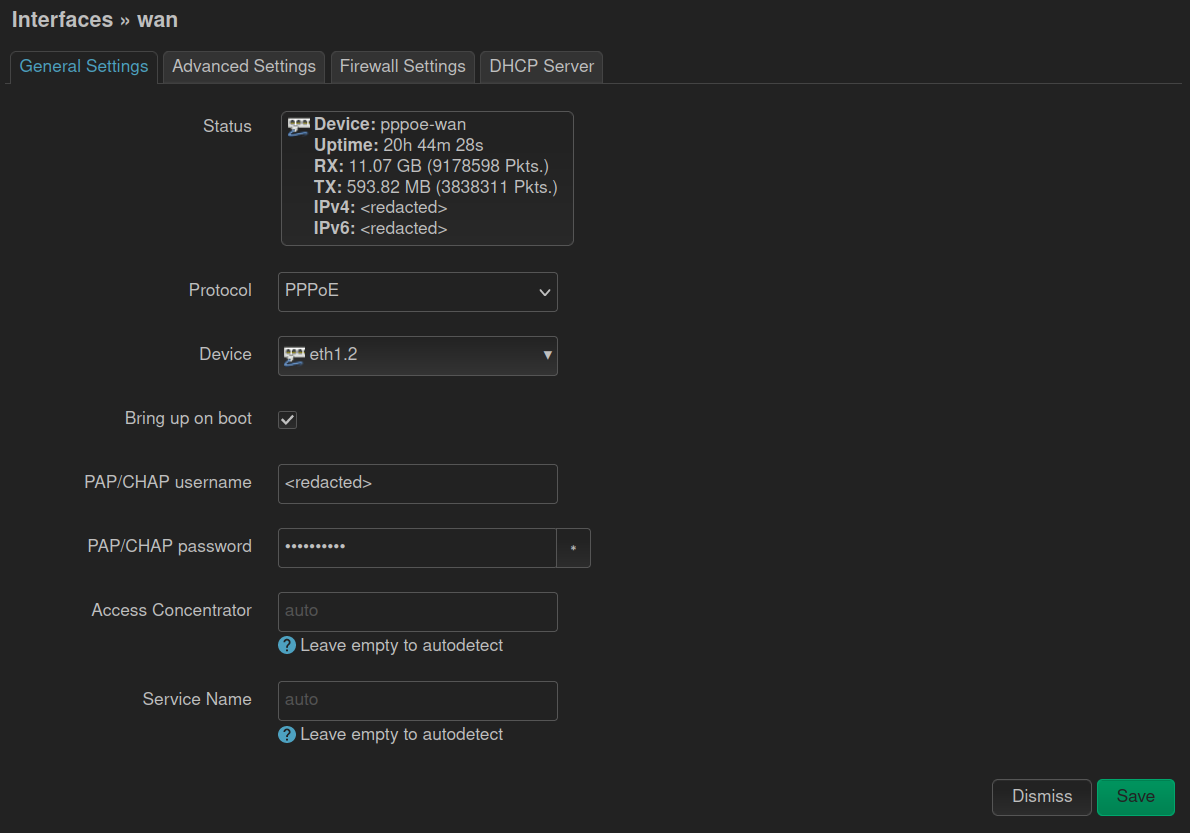 Interfaces » wan
General Settings
Advanced Settings
Firewall Settings
DHCP Server
Status
Device: pppoe-wan
Uptime: 20h 44m 28s
RX: 11.07 GB (9178598 Pkts.)
TX: 593.82 MB (3838311 Pkts.)
IPv4: <redacted>
IPv6: <redacted>
Protocol
PPPoE
Device
eth1.2
Bring up on boot
PAP/CHAP username
<redacted>
PAP/CHAP password
••••••••••
*
Access Concentrator
auto
? Leave empty to autodetect
Service Name
auto
? Leave empty to autodetect
Dismiss
Save